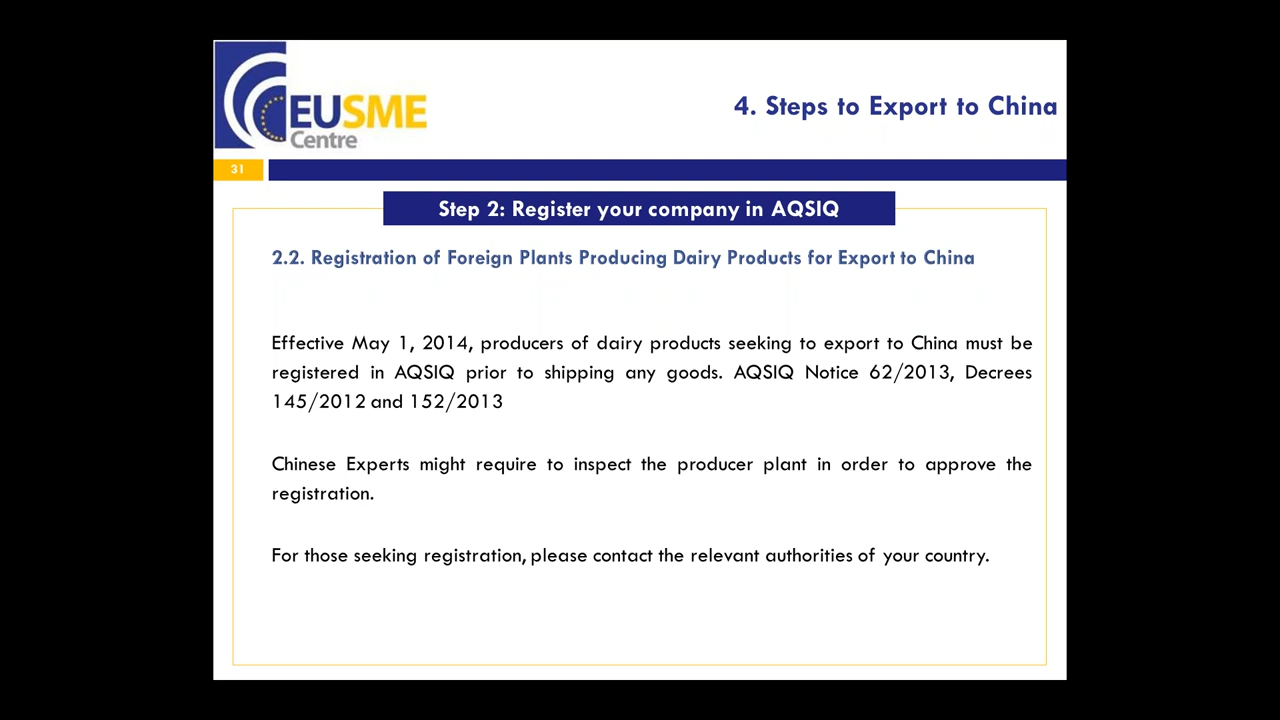 EUSME
Centre
4. Steps to Export to China
31
Step 2: Register your company in AQSIQ
2.2. Registration of Foreign Plants Producing Dairy Products for Export to China
Effective May 1, 2014, producers of dairy products seeking to export to China must be
registered in AQSIQ prior to shipping any goods. AQSIQ Notice 62/2013, Decrees
145/2012 and 152/2013
Chinese Experts might require to inspect the producer plant in order to approve the
registration.
For those seeking registration, please contact the relevant authorities of your country.